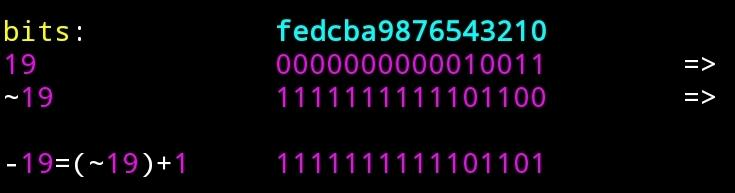 bits: fedcba9876543210
19 0000000000010011 =>
~19 1111111111101100 =>
-19=(~19)+1 1111111111101101